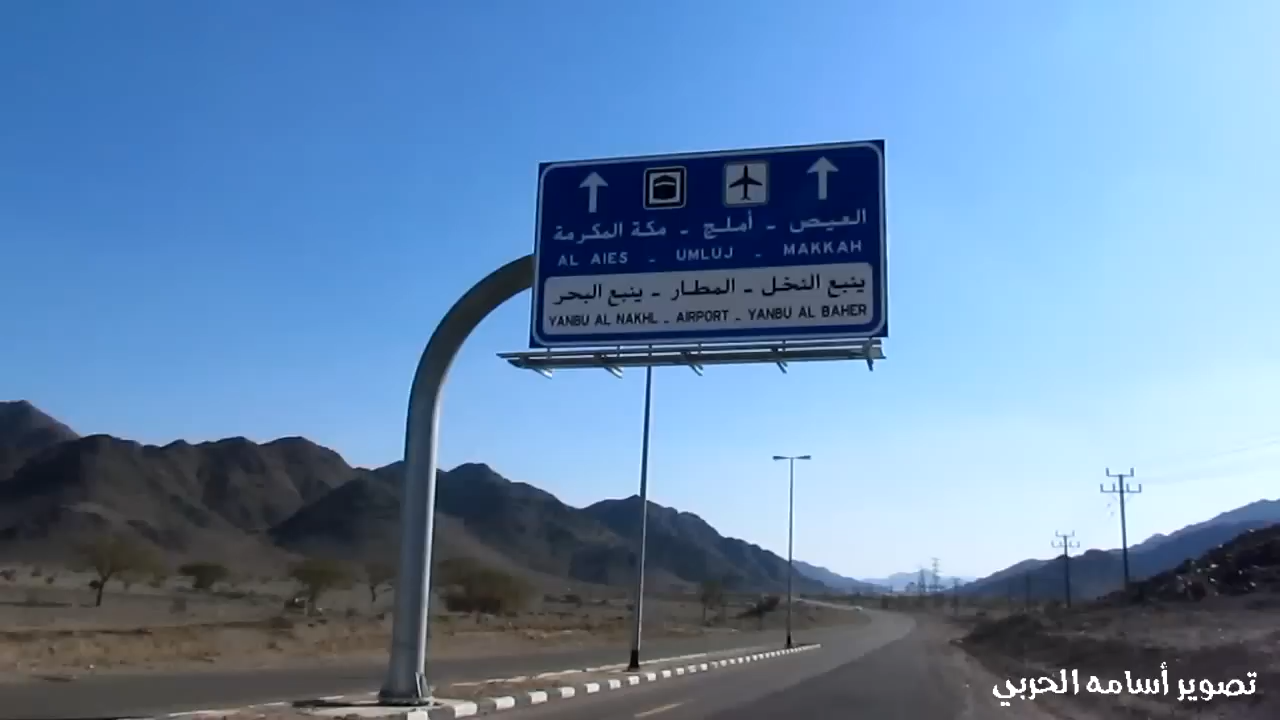 العيص - أملج - مكة المكرمة
AL AIES - UMLUJ - MAKKAH
ينبع النخل - المطار - ينبع البحر
YANBU AL NAKHL - AIRPORT - YANBU AL BAHER
تصوير أسامه الحربي